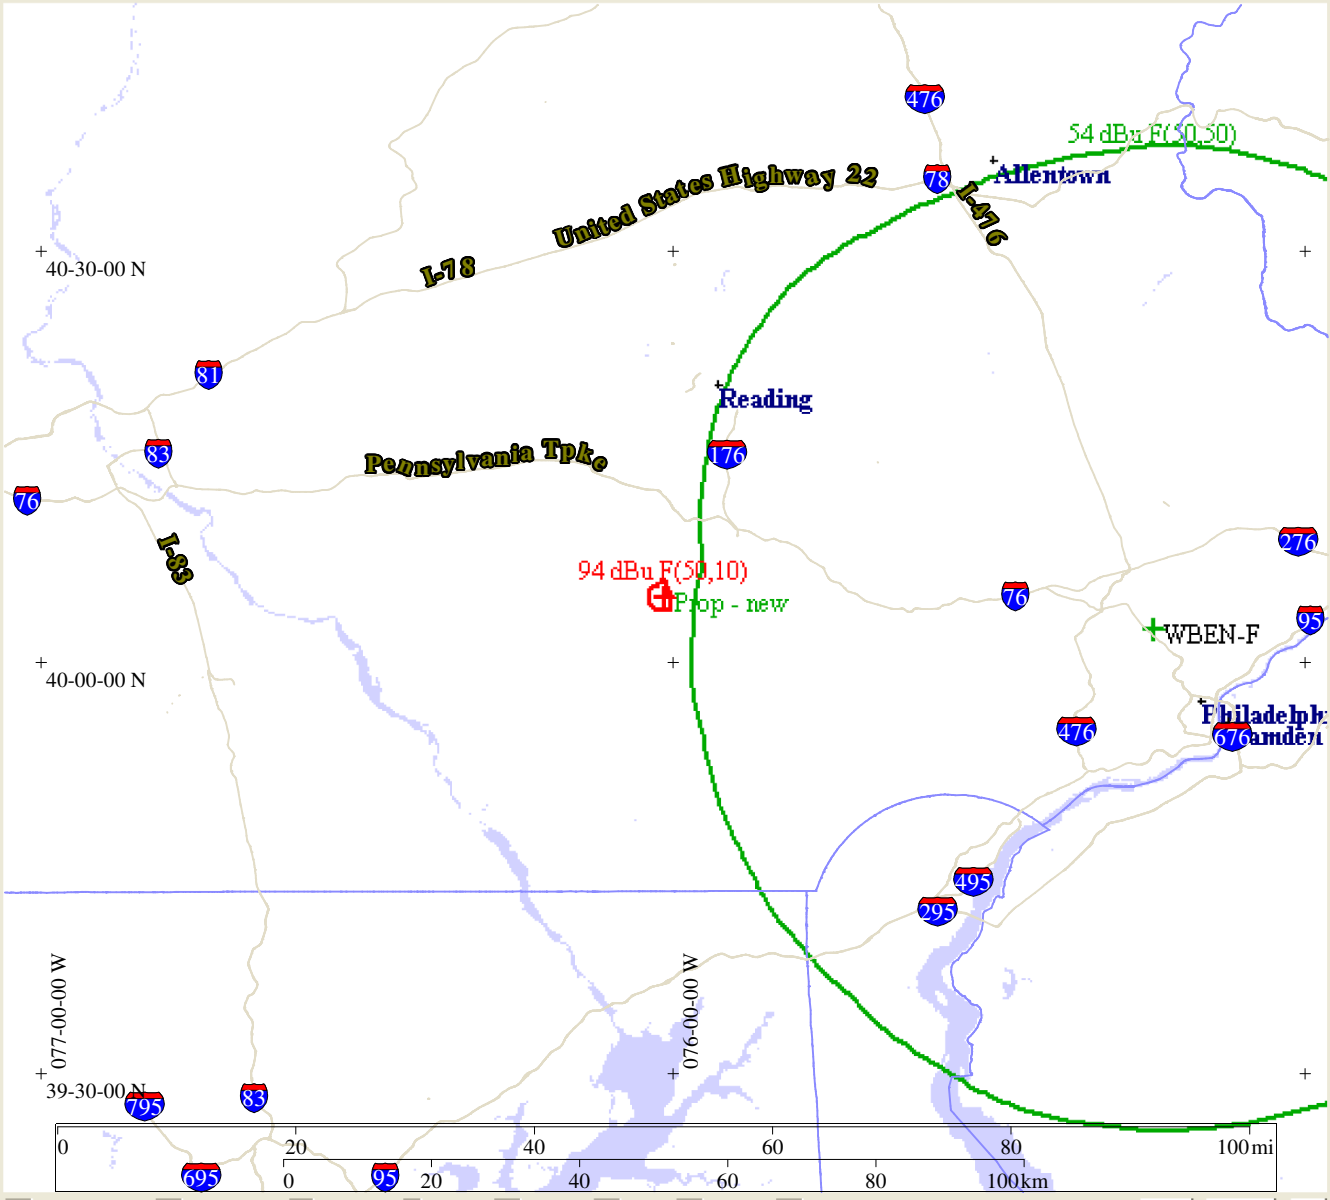 476
54 dBu F(50,50)
78
Allentown
United States Highway 22
I-476
I-78
40-30-00 N
81
Reading
83
176
Pennsylvania Tpke
76
I-83
276
94 dBu F(50,10)
76
Prop - new
95
WBEN-F
40-00-00 N
476
Philadelph
676
amden
495
295
077-00-00 W
076-00-00 W
39-30-00 N
795
83
0 20 40 60 80 100 mi
695
95
0 20 40 60 80 100km